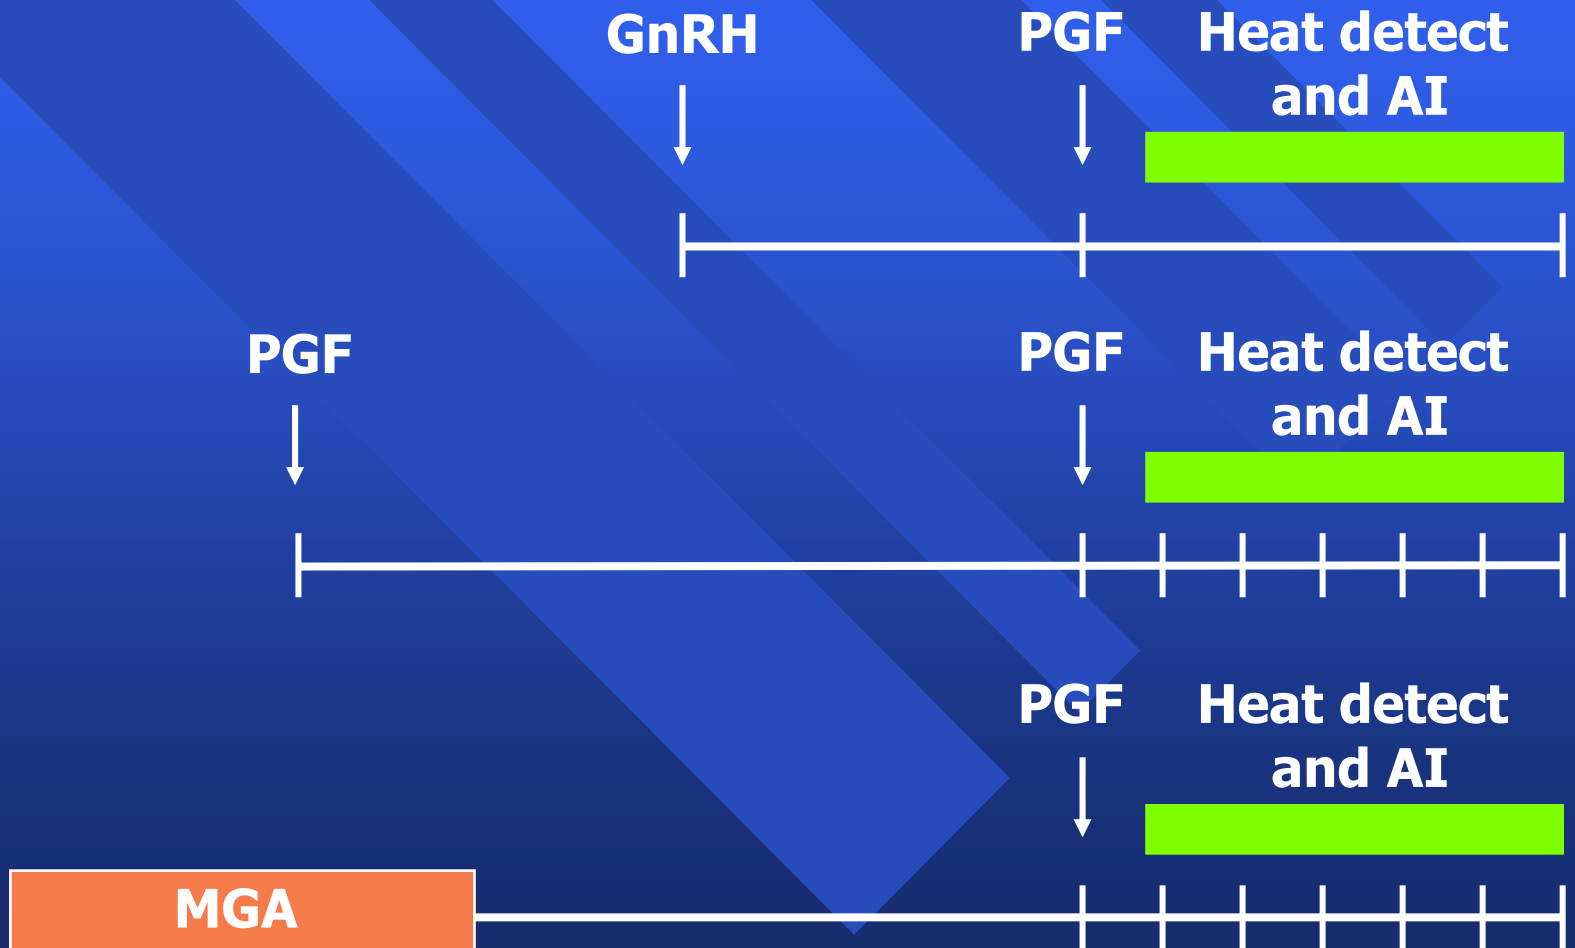 GnRH
PGF
Heat detect
and AI
PGF
PGF
Heat detect
and AI
PGF
Heat detect
and AI
MGA